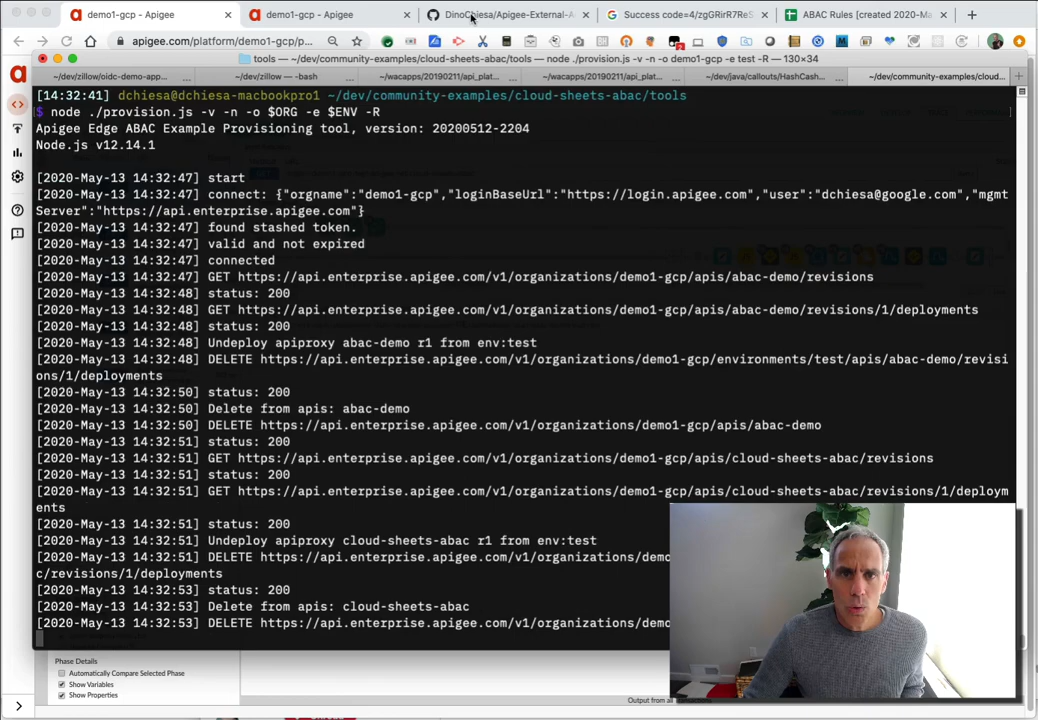 demo1-gcp - Apigee
demo1-gcp - Apigee
DinoChiesa/Apigee-External-A
Success code=4/zgGRirR7ReS
ABAC Rules [created 2020-M
apigee.com/platform/demo1-gcp/p...
tools — node ./provision.js -v -n -o demo1-gcp -e test -R — 130×34
~/dev/zillow/oidc-demo-app...
~/dev/zillow — -bash
~/wacapps/20190211/api_plat...
~/wacapps/20190211/api_plat...
~/dev/java/callouts/HashCash...
~/dev/community-examples/cloud...
[14:32:41] dchiesa@dchiesa-macbookpro1 ~/dev/community-examples/cloud-sheets-abac/tools
$ node ./provision.js -v -n -o $ORG -e $ENV -R
Apigee Edge ABAC Example Provisioning tool, version: 20200512-2204
Node.js v12.14.1
[2020-May-13 14:32:47] start
[2020-May-13 14:32:47] connect: {"orgname":"demo1-gcp","loginBaseUrl":"https://login.apigee.com","user":"dchiesa@google.com","mgmt
Server":"https://api.enterprise.apigee.com"}
[2020-May-13 14:32:47] found stashed token.
[2020-May-13 14:32:47] valid and not expired
[2020-May-13 14:32:47] connected
[2020-May-13 14:32:47] GET https://api.enterprise.apigee.com/v1/organizations/demo1-gcp/apis/abac-demo/revisions
[2020-May-13 14:32:48] status: 200
[2020-May-13 14:32:48] GET https://api.enterprise.apigee.com/v1/organizations/demo1-gcp/apis/abac-demo/revisions/1/deployments
[2020-May-13 14:32:48] status: 200
[2020-May-13 14:32:48] Undeploy apiproxy abac-demo r1 from env:test
[2020-May-13 14:32:48] DELETE https://api.enterprise.apigee.com/v1/organizations/demo1-gcp/environments/test/apis/abac-demo/revisi
ons/1/deployments
[2020-May-13 14:32:50] status: 200
[2020-May-13 14:32:50] Delete from apis: abac-demo
[2020-May-13 14:32:50] DELETE https://api.enterprise.apigee.com/v1/organizations/demo1-gcp/apis/abac-demo
[2020-May-13 14:32:51] status: 200
[2020-May-13 14:32:51] GET https://api.enterprise.apigee.com/v1/organizations/demo1-gcp/apis/cloud-sheets-abac/revisions
[2020-May-13 14:32:51] status: 200
[2020-May-13 14:32:51] GET https://api.enterprise.apigee.com/v1/organizations/demo1-gcp/apis/cloud-sheets-abac/revisions/1/deploym
ents
[2020-May-13 14:32:51] status: 200
[2020-May-13 14:32:51] Undeploy apiproxy cloud-sheets-abac r1 from env:test
[2020-May-13 14:32:51] DELETE https://api.enterprise.apigee.com/v1/organizations/demo
c/revisions/1/deployments
[2020-May-13 14:32:53] status: 200
[2020-May-13 14:32:53] Delete from apis: cloud-sheets-abac
[2020-May-13 14:32:53] DELETE https://api.enterprise.apigee.com/v1/organizations/demo
Phase Details
Automatically Compare Selected Phase
Show Variables
Show Properties
Output from all